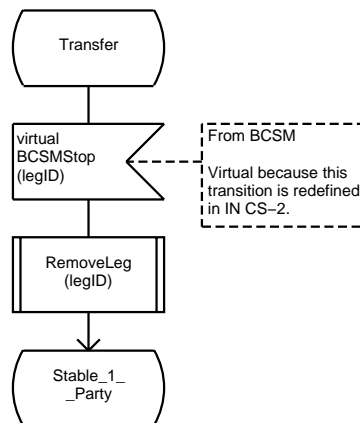 Transfer
virtual
BCSMStop
(legID)
From BCSM
Virtual because this
transition is redefined
in IN CS−2.
RemoveLeg
(legID)
Stable_1_
_Party